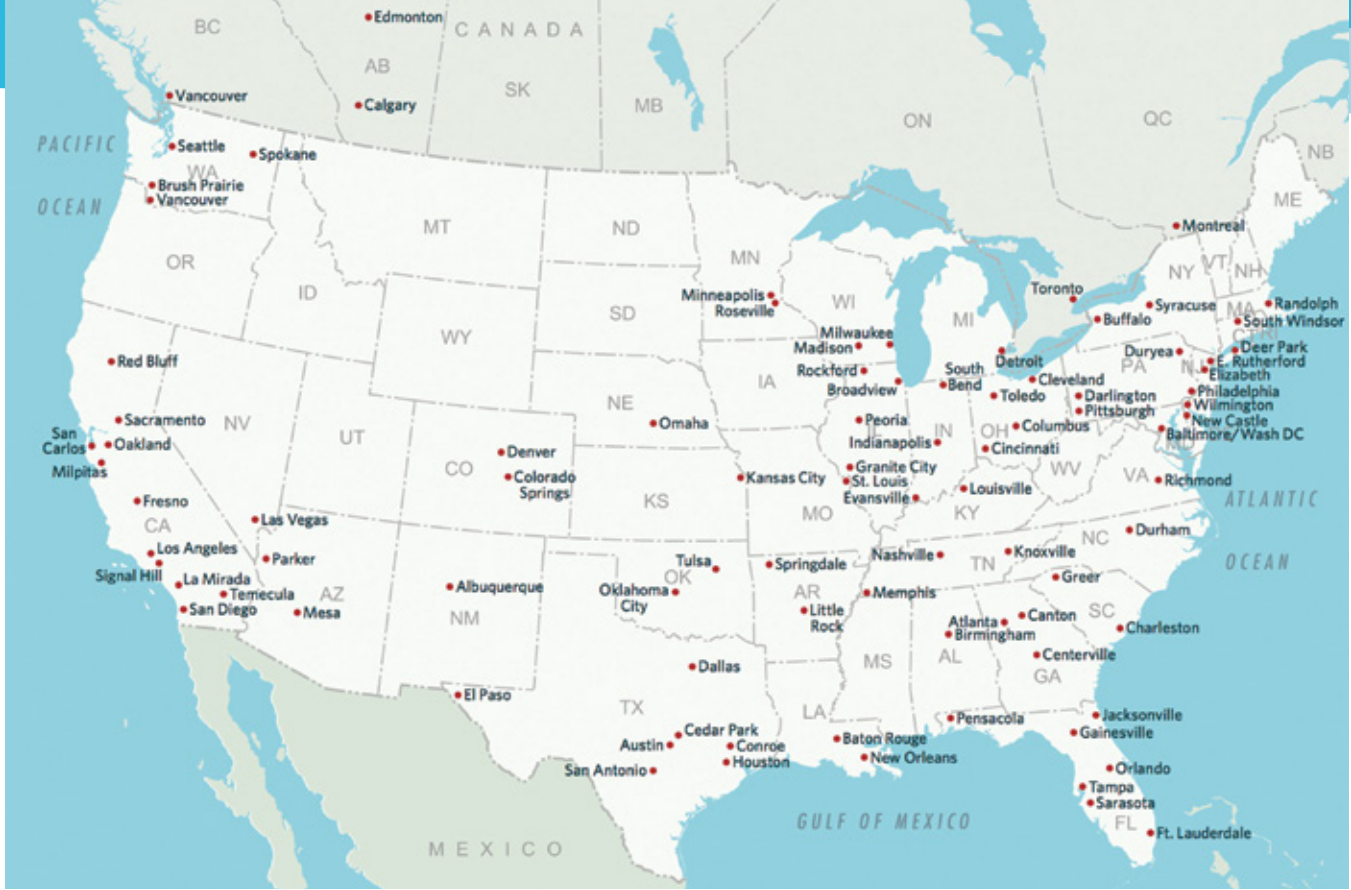 Edmonton
CANADA
BC
AB
SK
MB
ON
QC
NB
Vancouver
Calgary
PACIFIC
OCEAN
Seattle
Spokane
WA
Brush Prairie
Vancouver
ME
MT
ND
MN
Montreal
OR
ID
NY
VT
NH
WY
SD
Minneapolis
Roseville
WI
MI
Toronto
Syracuse
Buffalo
MA
Randolph
South Windsor
CT
RI
Milwaukee
Madison
Rockford
Broadview
South
Bend
Detroit
Cleveland
Toledo
Duryea
PA
NJ
Deer Park
E. Rutherford
Elizabeth
Philadelphia
Wilmington
New Castle
Baltimore/Wash DC
Darlington
Pittsburgh
Red Bluff
Sacramento
San
Carlos
Oakland
Milpitas
NV
UT
NE
Omaha
IA
Peoria
IL
Indianapolis
IN
OH
Columbus
Cincinnati
Denver
CO
Colorado
Springs
KS
Kansas City
Granite City
St. Louis
Evansville
MO
Louisville
KY
WV
VA
Richmond
ATLANTIC
OCEAN
Fresno
CA
Las Vegas
Los Angeles
Signal Hill
Parker
La Mirada
Temecula
San Diego
AZ
Mesa
Albuquerque
NM
Tulsa
OK
Oklahoma
City
Springdale
AR
Little
Rock
Nashville
Memphis
TN
Knoxville
NC
Durham
Greer
SC
Charleston
Canton
Atlanta
Birmingham
MS
AL
Centerville
GA
Dallas
El Paso
TX
LA
Cedar Park
Austin
Conroe
Houston
San Antonio
Baton Rouge
New Orleans
Pensacola
Jacksonville
Gainesville
Orlando
Tampa
Sarasota
FL
Ft. Lauderdale
GULF OF MEXICO
MEXICO